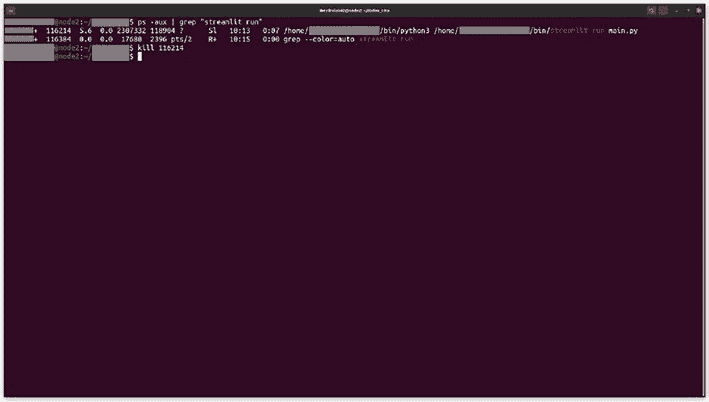 @node2:~/ $ ps -aux | grep "streamlit run"
+ 116214 5.6 0.0 2307332 118904 ? Sl 10:13 0:07 /home/ /bin/python3 /home/ /bin/streamlit run main.py
+ 116384 0.0 0.0 17680 2396 pts/2 R+ 10:15 0:00 grep --color=auto streamlit run
@node2:~/ $ kill 116214
@node2:~/ $